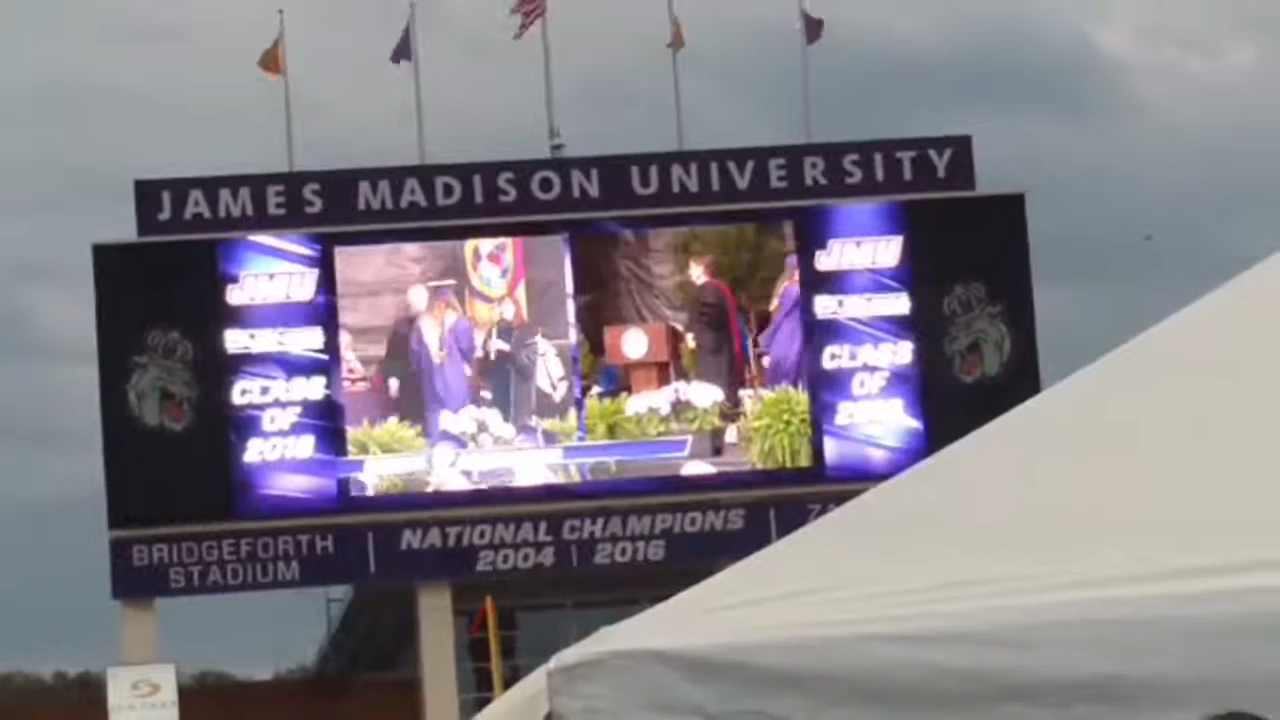 JAMES MADISON UNIVERSITY
JMU
CLASS
OF
2018
JMU
CLASS
OF
BRIDGEFORTH
STADIUM
NATIONAL CHAMPIONS
2004 | 2016